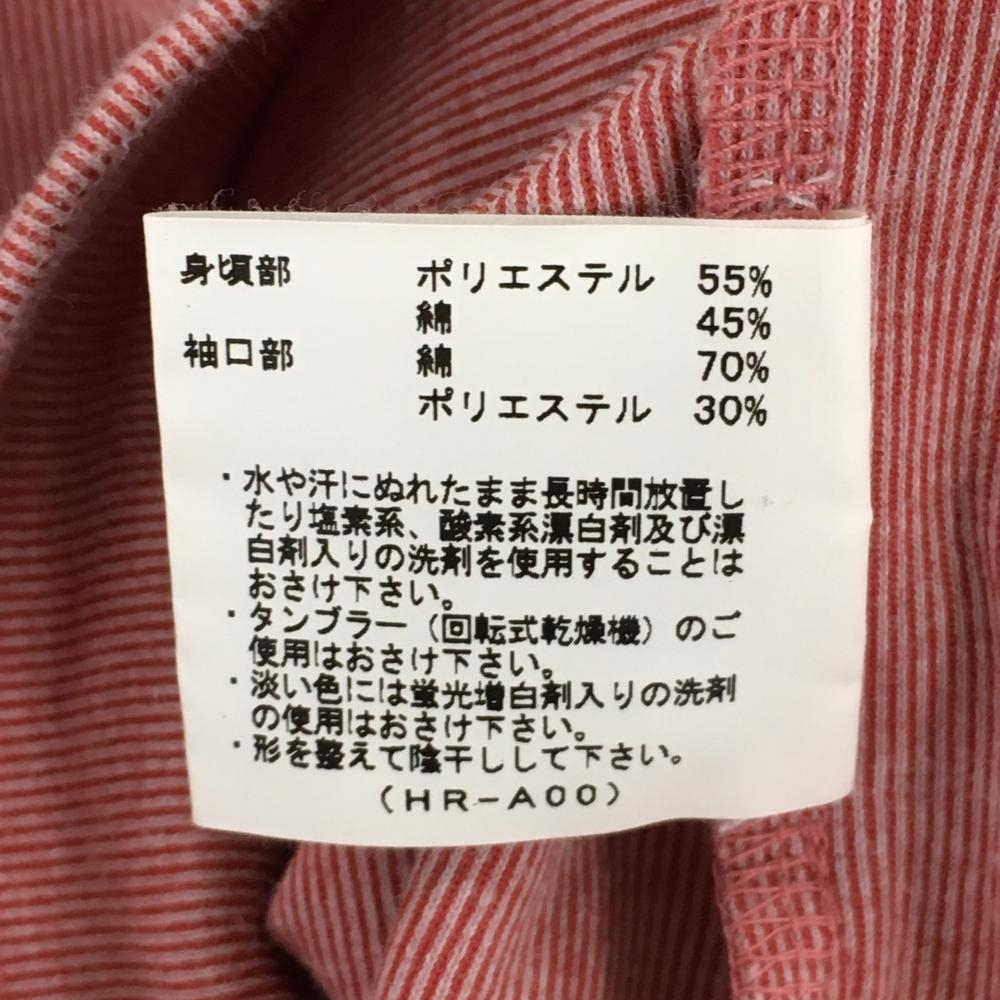 身頃部 ポリエステル 55%
綿 45%
袖口部 綿 70%
ポリエステル 30%
・水や汗にぬれたまま長時間放置し
たり塩素系、酸素系漂白剤及び漂
白剤入りの洗剤を使用することは
おさけ下さい。
・タンブラー（回転式乾燥機）のご
使用はおさけ下さい。
・淡い色には蛍光増白剤入りの洗剤
の使用はおさけ下さい。
・形を整えて陰干しして下さい。
（HR－A00）